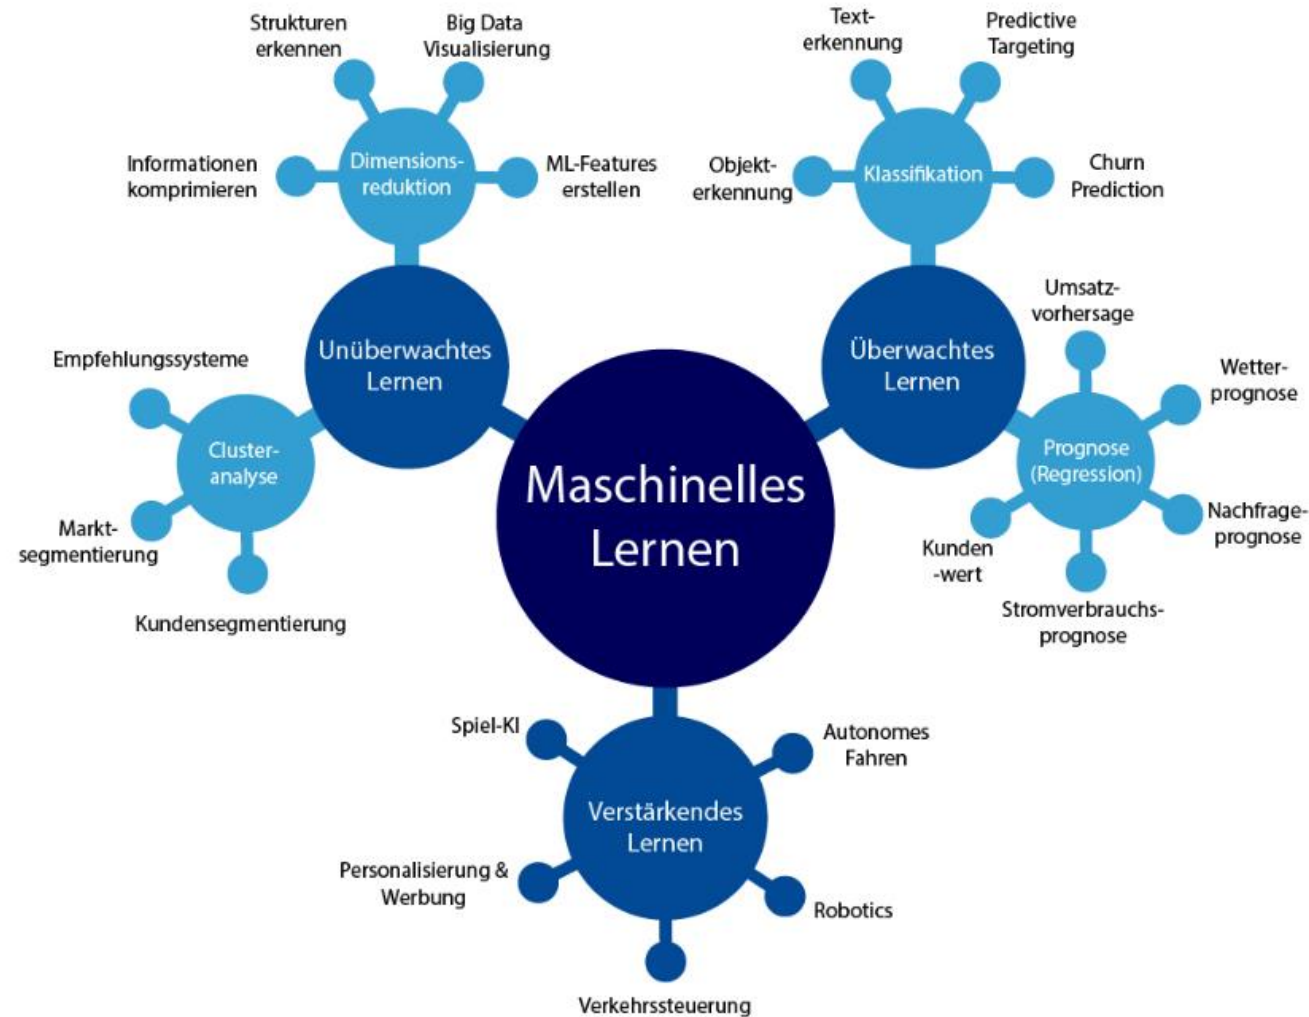 Strukturen
erkennen
Big Data
Visualisierung
Informationen
komprimieren
Dimensions-
reduktion
ML-Features
erstellen
Text-
erkennung
Predictive
Targeting
Objekt-
erkennung
Klassifikation
Churn
Prediction
Unüberwachtes
Lernen
Überwachtes
Lernen
Empfehlungssysteme
Cluster-
analyse
Markt-
segmentierung
Kundensegmentierung
Umsatz-
vorhersage
Wetter-
prognose
Prognose
(Regression)
Nachfrage-
prognose
Kunden
-wert
Stromverbrauchs-
prognose
Maschinelles
Lernen
Spiel-KI
Autonomes
Fahren
Verstärkendes
Lernen
Personalisierung &
Werbung
Robotics
Verkehrssteuerung